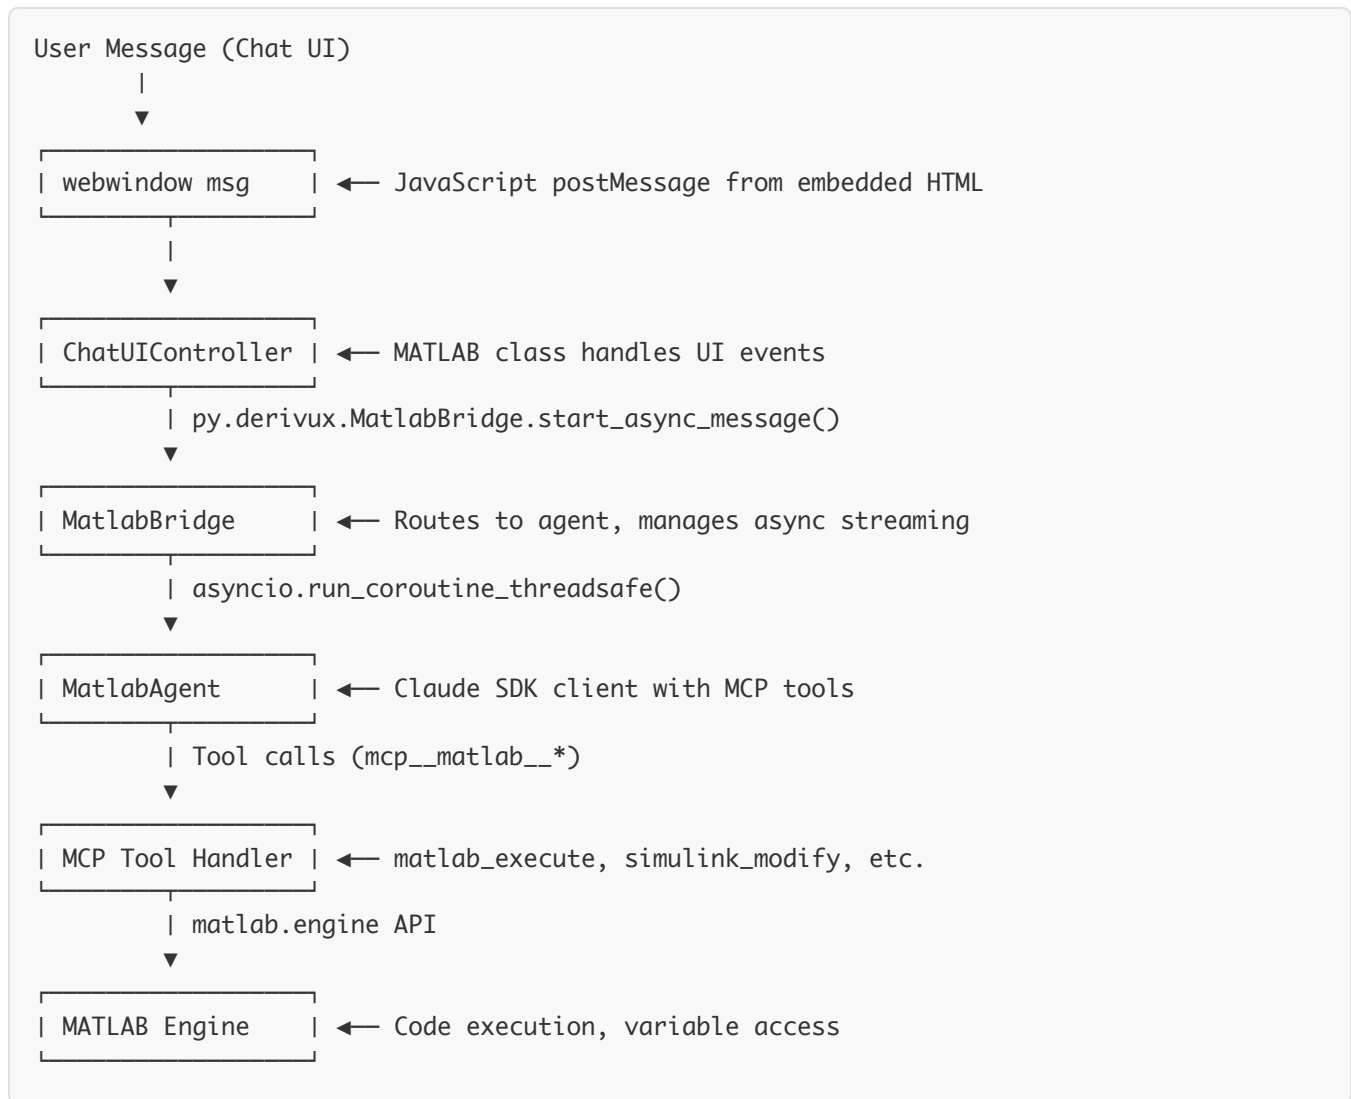 User Message (Chat UI)
webwindow msg ◀── JavaScript postMessage from embedded HTML
ChatUIController ◀── MATLAB class handles UI events
py.derivux.MatlabBridge.start_async_message()
MatlabBridge ◀── Routes to agent, manages async streaming
asyncio.run_coroutine_threadsafe()
MatlabAgent ◀── Claude SDK client with MCP tools
Tool calls (mcp__matlab__*)
MCP Tool Handler ◀── matlab_execute, simulink_modify, etc.
matlab.engine API
MATLAB Engine ◀── Code execution, variable access